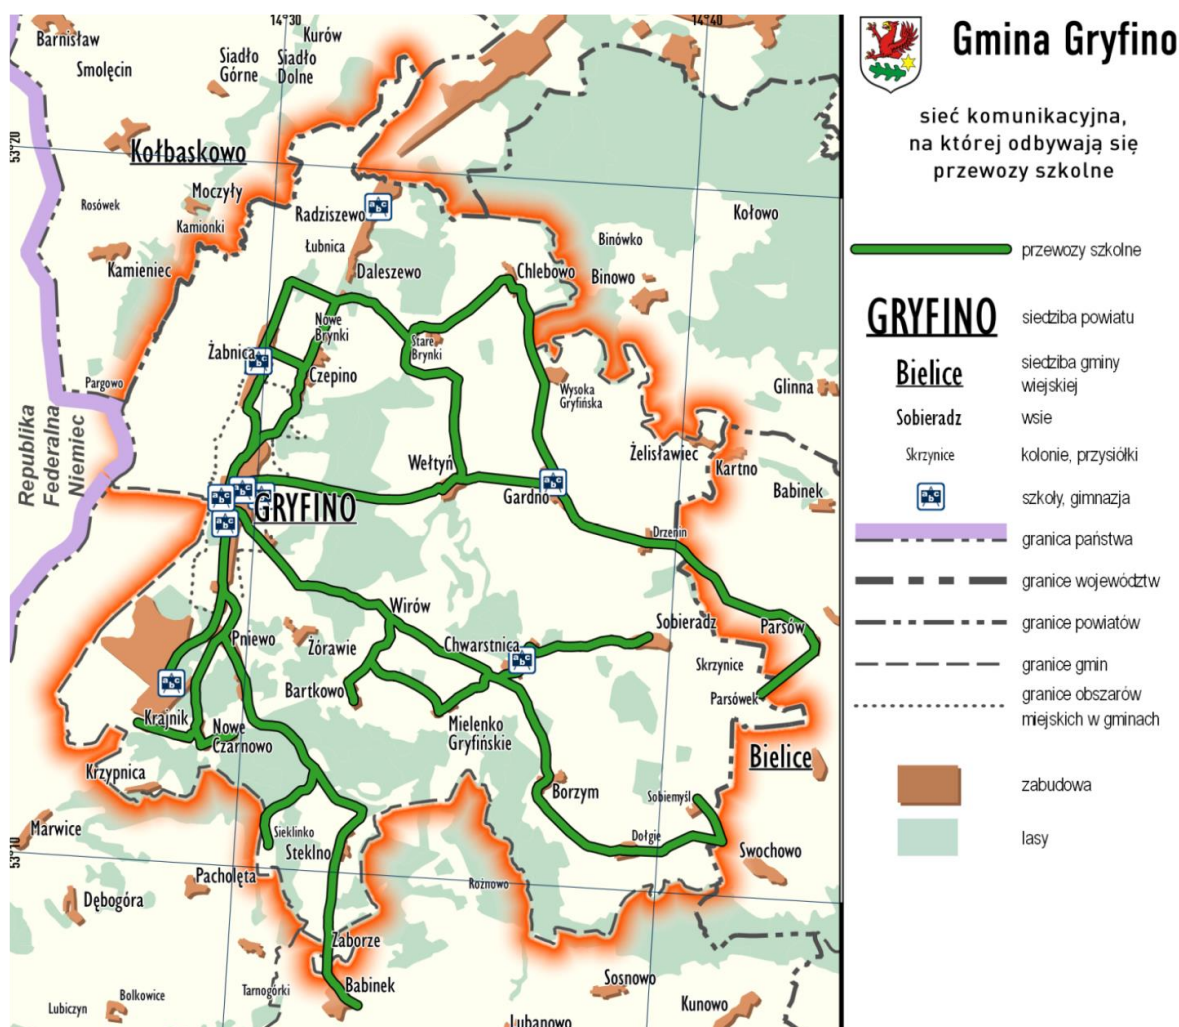 14°30
14°40
53°20
53°10
Barnisław
Smolęcin
Siadło
Górne
Kurów
Siadło
Dolne
Kołbaskowo
Moczyły
Rosówek
Kamionki
Kamieniec
Radziszewo
Łubnica
Daleszewo
Kołowo
Binówko
Binowo
Chlebowo
Nowe
Brynki
Stare
Brynki
Żabnica
Czepino
Pargowo
Wysoka
Gryfińska
Glinna
Republika
Federalna
Niemiec
Wełtyń
Żelisławiec
Kartno
Babinek
Gardno
GRYFINO
Drzenin
Wirów
Sobieradz
Parsów
Pniewo
Żórawie
Chwarstnica
Skrzynice
Bartkowo
Parsówek
Krajnik
Nowe
Czarnowo
Mielenko
Gryfińskie
Bielice
Krzypnica
Borzym
Sobiemyśl
Marwice
Sieklinko
Steklno
Dołgie
Swochowo
Pacholęta
Rożnowo
Dębogóra
Zaborze
Babinek
Tarnogórki
Sosnowo
Lubiczyn
Bolkowice
Kunowo
Lubanowo
Gmina Gryfino
sieć komunikacyjna,
na której odbywają się
przewozy szkolne
przewozy szkolne
GRYFINO
siedziba powiatu
Bielice
siedziba gminy
wiejskiej
Sobieradz
wsie
Skrzynice
kolonie, przysiółki
abc
szkoły, gimnazja
granica państwa
granice województw
granice powiatów
granice gmin
granice obszarów
miejskich w gminach
zabudowa
lasy